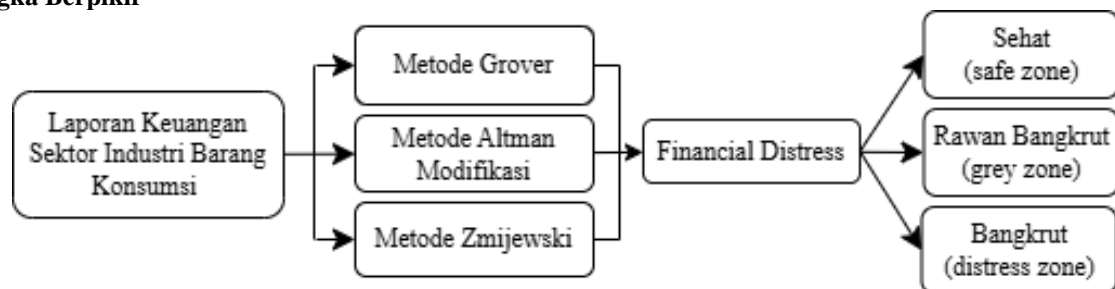 Laporan Keuangan
Sektor Industri Barang
Konsumsi
Metode Grover
Metode Altman
Modifikasi
Metode Zmijewski
Financial Distress
Sehat
(safe zone)
Rawan Bangkrut
(grey zone)
Bangkrut
(distress zone)